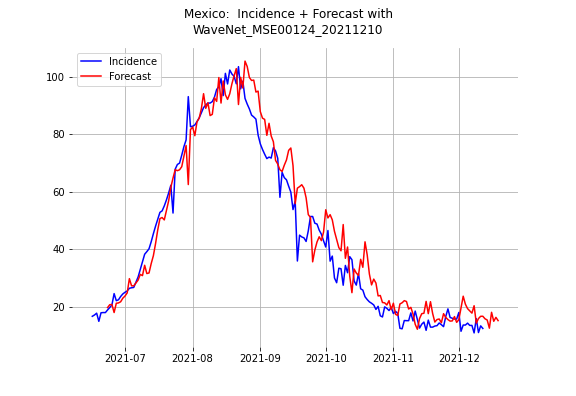 Mexico:  Incidence + Forecast with
WaveNet_MSE00124_20211210
Incidence
Forecast
100
80
60
40
20
2021-07
2021-08
2021-09
2021-10
2021-11
2021-12